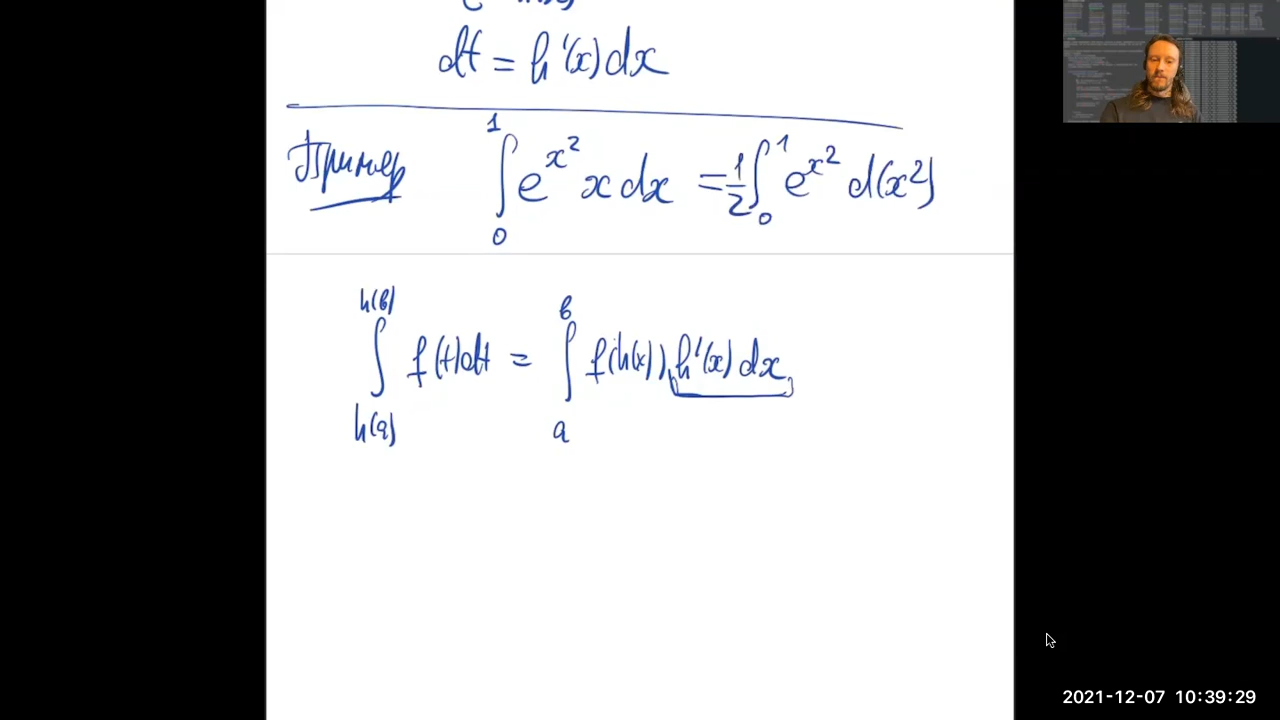 dt = h'(x)dx
Пример ∫₀¹ e^{x²} x dx = 1/2 ∫₀¹ e^{x²} d(x²)
∫_{h(a)}^{h(b)} f(t)dt = ∫_a^b f(h(x)) h'(x) dx
2021-12-07 10:39:29